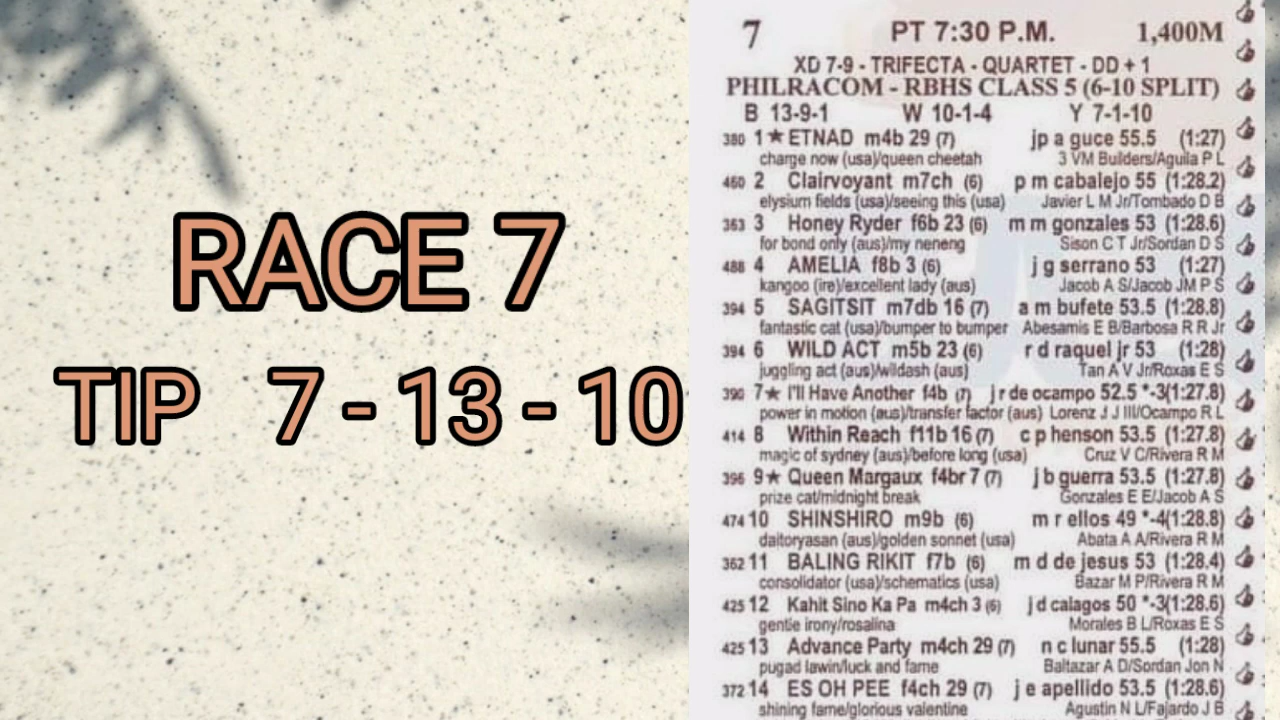 RACE 7
TIP 7 - 13 - 10
7 PT 7:30 P.M. 1,400M
XD 7-9 - TRIFECTA - QUARTET - DD + 1
PHILRACOM - RBHS CLASS 5 (6-10 SPLIT)
B 13-9-1 W 10-1-4 Y 7-1-10
380 1★ ETNAD m4b 29 (7) jp a guce 55.5 (1:27)
charge now (usa)/queen cheetah 3 VM Builders/Aguila P L
460 2 Clairvoyant m7ch (6) p m cabalejo 55 (1:28.2)
elysium fields (usa)/seeing this (usa) Javier L M Jr/Tombado D B
363 3 Honey Ryder f6b 23 (6) m m gonzales 53 (1:28.6)
for bond only (aus)/my neneng Sison C T Jr/Sordan D S
488 4 AMELIA f8b 3 (6) j g serrano 53 (1:27)
kangoo (ire)/excellent lady (aus) Jacob A S/Jacob JM P S
394 5 SAGITSIT m7db 16 (7) a m bufete 53.5 (1:28.8)
fantastic cat (usa)/bumper to bumper Abesamis E B/Barbosa R R Jr
394 6 WILD ACT m5b 23 (6) r d raquel jr 53 (1:28)
juggling act (aus)/wildash (aus) Tan A V Jr/Roxas E S
390 7★ I'll Have Another f4b (7) j r de ocampo 52.5 *-3(1:27.8)
power in motion (aus)/transfer factor (aus) Lorenz J J III/Ocampo R L
414 8 Within Reach f11b 16 (7) c p henson 53.5 (1:27.8)
magic of sydney (aus)/before long (usa) Cruz V C/Rivera R M
396 9★ Queen Margaux f4br 7 (7) j b guerra 53.5 (1:27.8)
prize cat/midnight break Gonzales E E/Jacob A S
474 10 SHINSHIRO m9b (6) m r ellos 49 *-4(1:28.8)
daitoryasan (aus)/golden sonnet (usa) Abata A A/Rivera R M
362 11 BALING RIKIT f7b (6) m d de jesus 53 (1:28.4)
consolidator (usa)/schematics (usa) Bazar M P/Rivera R M
425 12 Kahit Sino Ka Pa m4ch 3 (6) j d calagos 50 *-3(1:28.6)
gentle irony/rosalina Morales B L/Roxas E S
425 13 Advance Party m4ch 29 (7) n c lunar 55.5 (1:28)
pugad lawin/luck and fame Baltazar A D/Sordan Jon N
372 14 ES OH PEE f4ch 29 (7) j e apellido 53.5 (1:28.6)
shining fame/glorious valentine Agustin N L/Fajardo J B